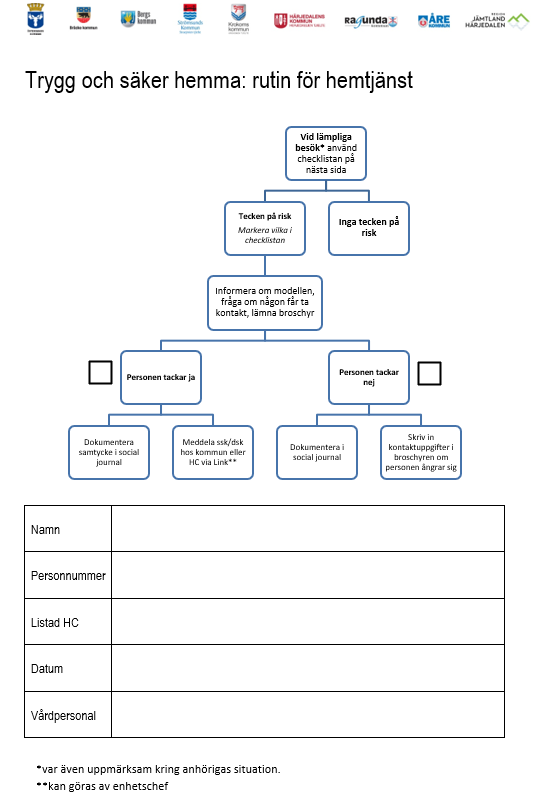 Bräcke kommun
Bergs
kommun
Strömsunds
Kommun
Krokoms
kommun
HÄRJEDALENS
KOMMUN
Ragunda
KOMMUN
ÅRE
KOMMUN
REGION
JÄMTLAND
HÄRJEDALEN
Trygg och säker hemma: rutin för hemtjänst
Vid lämpliga
besök* använd
checklistan på
nästa sida
Tecken på risk
Markera vilka i
checklistan
Inga tecken på
risk
Informera om modellen,
fråga om någon får ta
kontakt, lämna broschyr
Personen tackar ja
Personen tackar
nej
Dokumentera
samtycke i social
journal
Meddela ssk/dsk
hos kommun eller
HC via Link**
Dokumentera i
social journal
Skriv in
kontaktuppgifter i
broschyren om
personen ångrar sig
Namn
Personnummer
Listad HC
Datum
Vårdpersonal
*var även uppmärksam kring anhörigas situation.
**kan göras av enhetschef